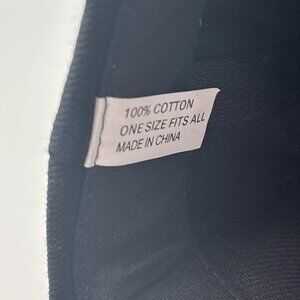 100% COTTON
ONE SIZE FITS ALL
MADE IN CHINA